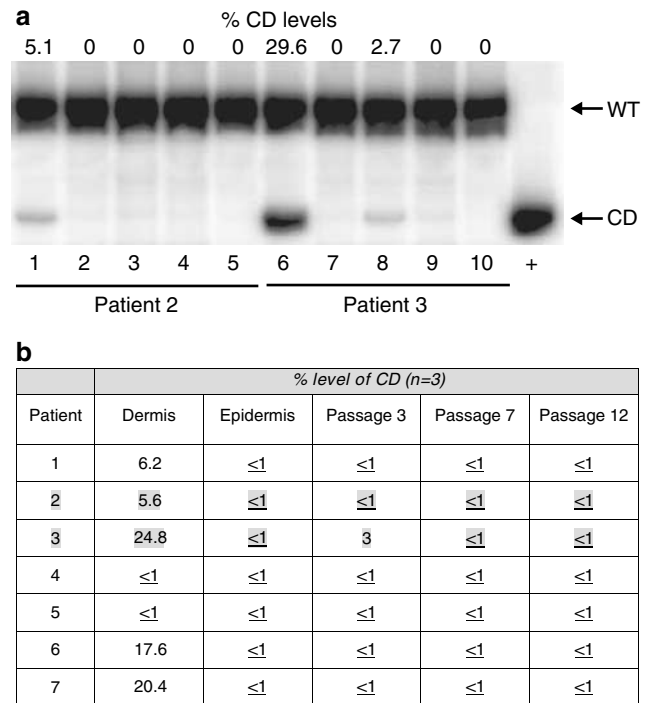 a
% CD levels
5.1 0 0 0 0 29.6 0 2.7 0 0
← WT
← CD
1 2 3 4 5 6 7 8 9 10 +
Patient 2 Patient 3
b
% level of CD (n=3)
Patient Dermis Epidermis Passage 3 Passage 7 Passage 12
1 6.2 <1 <1 <1 <1
2 5.6 <1 <1 <1 <1
3 24.8 <1 3 <1 <1
4 <1 <1 <1 <1 <1
5 <1 <1 <1 <1 <1
6 17.6 <1 <1 <1 <1
7 20.4 <1 <1 <1 <1